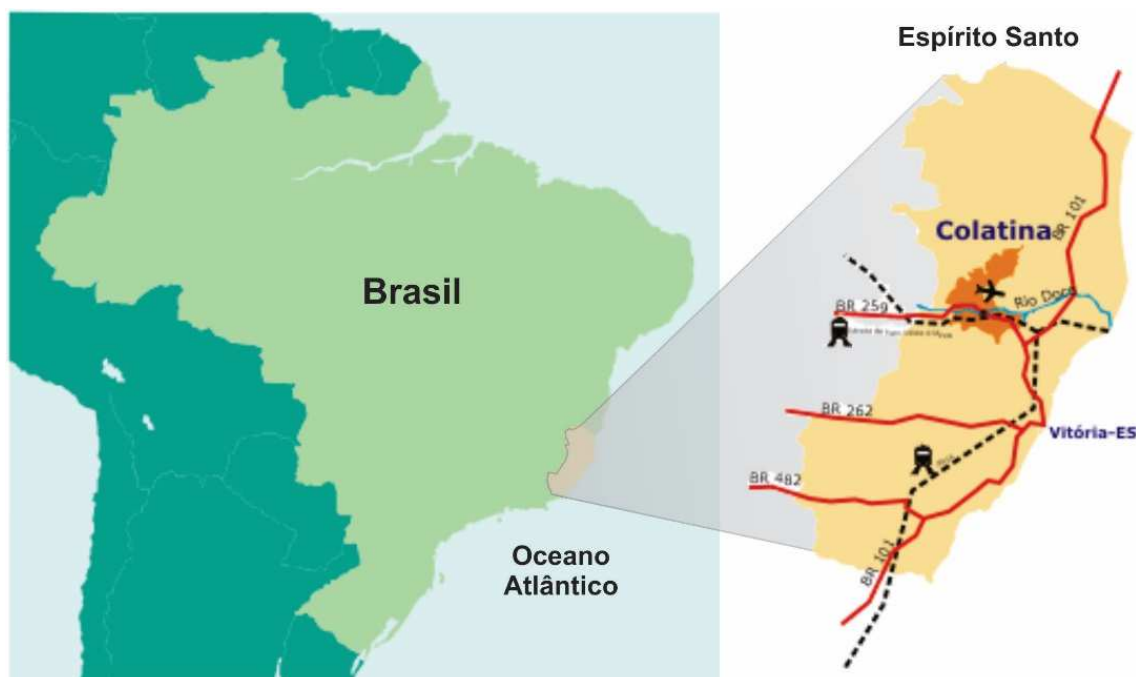 Brasil
Oceano
Atlântico
Espírito Santo
BR 101
Colatina
Rio Doce
BR 259
BR 262
Vitória-ES
BR 482
BR 101